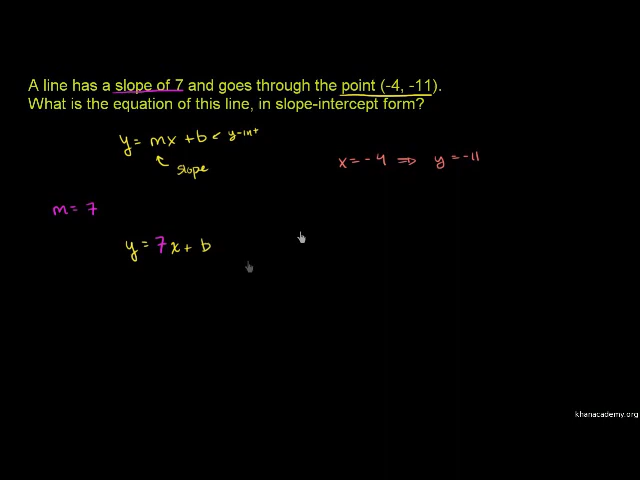 A line has a slope of 7 and goes through the point (-4, -11).
What is the equation of this line, in slope-intercept form?
y = mx + b ← y-int
slope
x = -4 ⇒ y = -11
m = 7
y = 7x + b
khanacademy.org